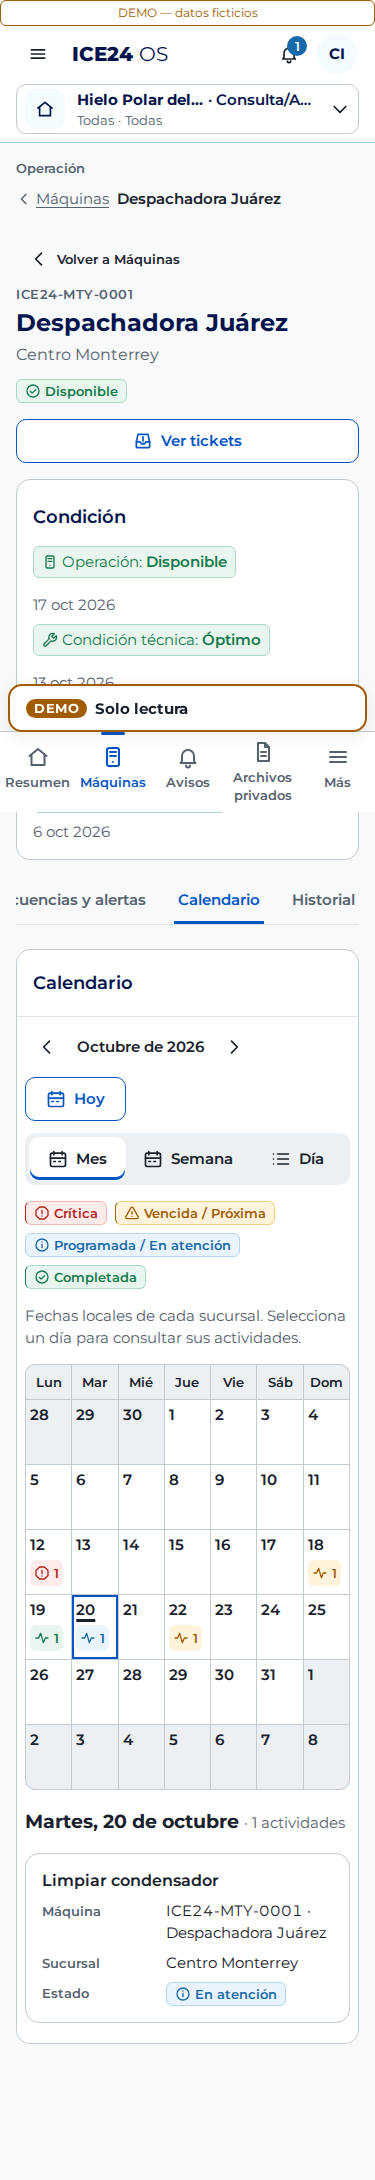 DEMO — datos ficticios
ICE24 OS
1
CI
Hielo Polar del... · Consulta/A...
Todas · Todas
Operación
Máquinas Despachadora Juárez
Volver a Máquinas
ICE24-MTY-0001
Despachadora Juárez
Centro Monterrey
Disponible
Ver tickets
Condición
Operación: Disponible
17 oct 2026
Condición técnica: Óptimo
13 oct 2026
DEMO Solo lectura
Resumen
Máquinas
Avisos
Archivos privados
Más
6 oct 2026
cuencias y alertas Calendario Historial
Calendario
Octubre de 2026
Hoy
Mes Semana Día
Crítica Vencida / Próxima
Programada / En atención
Completada
Fechas locales de cada sucursal. Selecciona
un día para consultar sus actividades.
Lun Mar Mié Jue Vie Sáb Dom
28 29 30 1 2 3 4
5 6 7 8 9 10 11
12 13 14 15 16 17 18
1 1
19 20 21 22 23 24 25
1 1 1
26 27 28 29 30 31 1
2 3 4 5 6 7 8
Martes, 20 de octubre · 1 actividades
Limpiar condensador
Máquina ICE24-MTY-0001 ·
Despachadora Juárez
Sucursal Centro Monterrey
Estado En atención